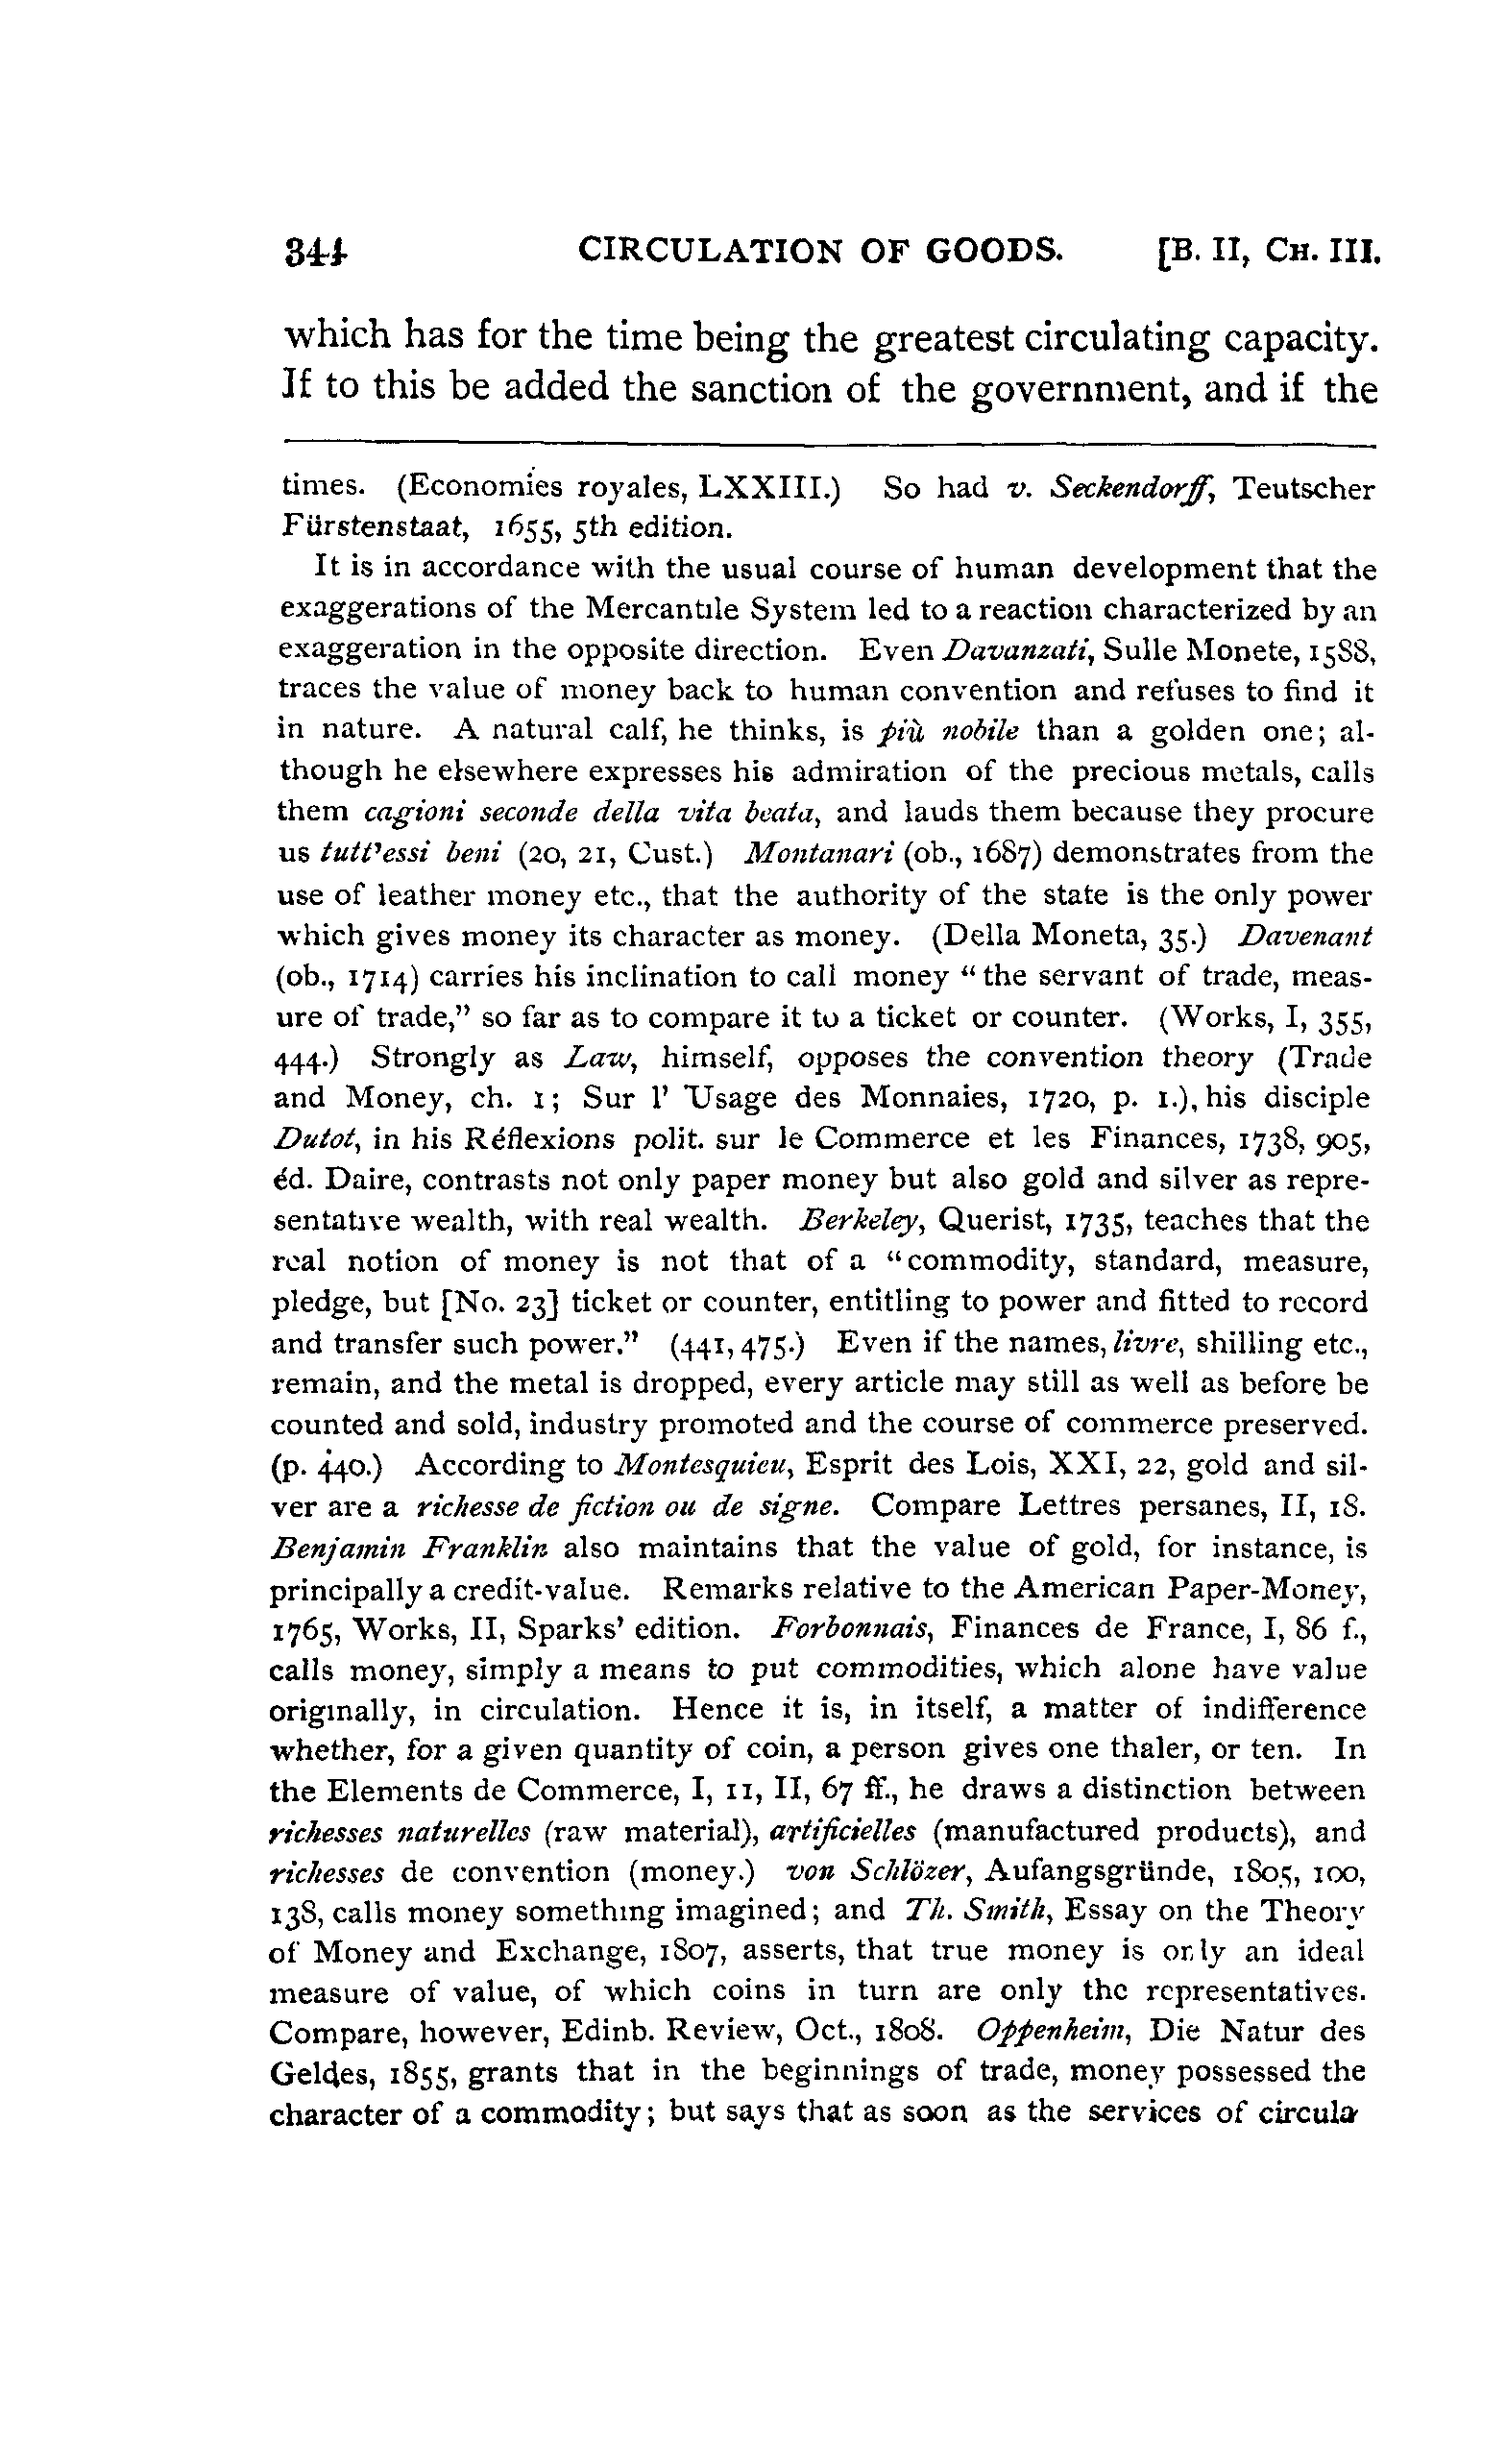 344 CIRCULATION OF GOODS. [B. II, CH. III.
which has for the time being the greatest circulating capacity.
If to this be added the sanction of the government, and if the
times. (Economies royales, LXXIII.) So had v. Seckendorff, Teutscher
Fürstenstaat, 1655, 5th edition.
It is in accordance with the usual course of human development that the
exaggerations of the Mercantile System led to a reaction characterized by an
exaggeration in the opposite direction. Even Davanzati, Sulle Monete, 1588,
traces the value of money back to human convention and refuses to find it
in nature. A natural calf, he thinks, is più nobile than a golden one; al-
though he elsewhere expresses his admiration of the precious metals, calls
them cagioni seconde della vita beata, and lauds them because they procure
us tutt'essi beni (20, 21, Cust.) Montanari (ob., 1687) demonstrates from the
use of leather money etc., that the authority of the state is the only power
which gives money its character as money. (Della Moneta, 35.) Davenant
(ob., 1714) carries his inclination to call money "the servant of trade, meas-
ure of trade," so far as to compare it to a ticket or counter. (Works, I, 355,
444.) Strongly as Law, himself, opposes the convention theory (Trade
and Money, ch. 1; Sur l' Usage des Monnaies, 1720, p. 1.), his disciple
Dutot, in his Réflexions polit. sur le Commerce et les Finances, 1738, 905,
éd. Daire, contrasts not only paper money but also gold and silver as repre-
sentative wealth, with real wealth. Berkeley, Querist, 1735, teaches that the
real notion of money is not that of a "commodity, standard, measure,
pledge, but [No. 23] ticket or counter, entitling to power and fitted to record
and transfer such power." (441, 475.) Even if the names, livre, shilling etc.,
remain, and the metal is dropped, every article may still as well as before be
counted and sold, industry promoted and the course of commerce preserved.
(p. 440.) According to Montesquieu, Esprit des Lois, XXI, 22, gold and sil-
ver are a richesse de fiction ou de signe. Compare Lettres persanes, II, 18.
Benjamin Franklin also maintains that the value of gold, for instance, is
principally a credit-value. Remarks relative to the American Paper-Money,
1765, Works, II, Sparks' edition. Forbonnais, Finances de France, I, 86 f.,
calls money, simply a means to put commodities, which alone have value
originally, in circulation. Hence it is, in itself, a matter of indifference
whether, for a given quantity of coin, a person gives one thaler, or ten. In
the Elements de Commerce, I, 11, II, 67 ff., he draws a distinction between
richesses naturelles (raw material), artificielles (manufactured products), and
richesses de convention (money.) von Schlözer, Aufangsgründe, 1805, 100,
138, calls money something imagined; and Th. Smith, Essay on the Theory
of Money and Exchange, 1807, asserts, that true money is only an ideal
measure of value, of which coins in turn are only the representatives.
Compare, however, Edinb. Review, Oct., 1808. Oppenheim, Die Natur des
Geldes, 1855, grants that in the beginnings of trade, money possessed the
character of a commodity; but says that as soon as the services of circula